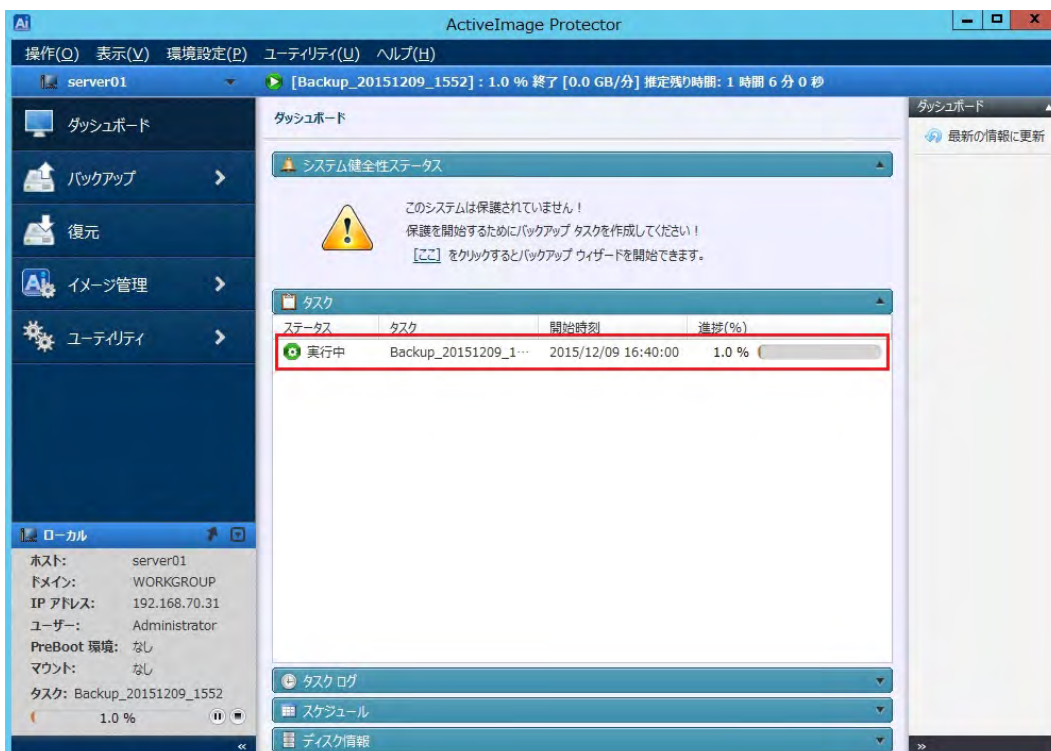 Ai ActiveImage Protector
操作(O) 表示(V) 環境設定(P) ユーティリティ(U) ヘルプ(H)
server01
[Backup_20151209_1552] : 1.0 % 終了 [0.0 GB/分] 推定残り時間: 1 時間 6 分 0 秒
ダッシュボード
バックアップ
復元
Ai イメージ管理
ユーティリティ
ダッシュボード
システム健全性ステータス
このシステムは保護されていません！
保護を開始するためにバックアップ タスクを作成してください！
[ここ] をクリックするとバックアップ ウィザードを開始できます。
タスク
ステータス タスク 開始時刻 進捗(%)
実行中 Backup_20151209_1… 2015/12/09 16:40:00 1.0 %
タスク ログ
スケジュール
ディスク情報
ダッシュボード
最新の情報に更新
ローカル
ホスト: server01
ドメイン: WORKGROUP
IP アドレス: 192.168.70.31
ユーザー: Administrator
PreBoot 環境: なし
マウント: なし
タスク: Backup_20151209_1552
1.0 %
«
»